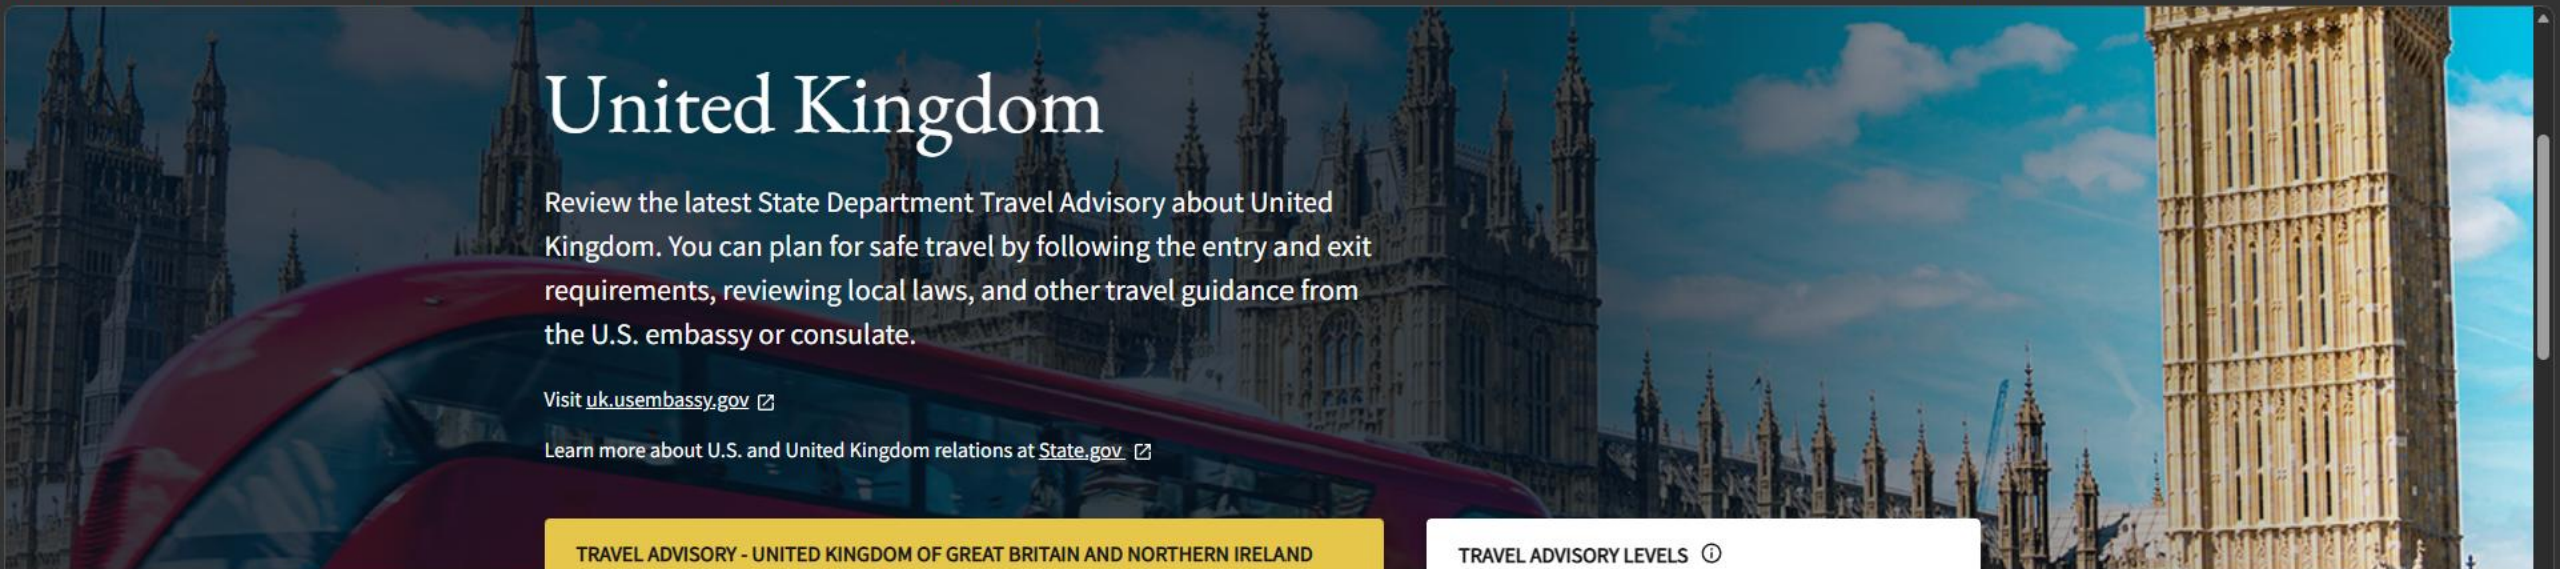 United Kingdom
Review the latest State Department Travel Advisory about United
Kingdom. You can plan for safe travel by following the entry and exit
requirements, reviewing local laws, and other travel guidance from
the U.S. embassy or consulate.
Visit uk.usembassy.gov
Learn more about U.S. and United Kingdom relations at State.gov
TRAVEL ADVISORY - UNITED KINGDOM OF GREAT BRITAIN AND NORTHERN IRELAND
TRAVEL ADVISORY LEVELS